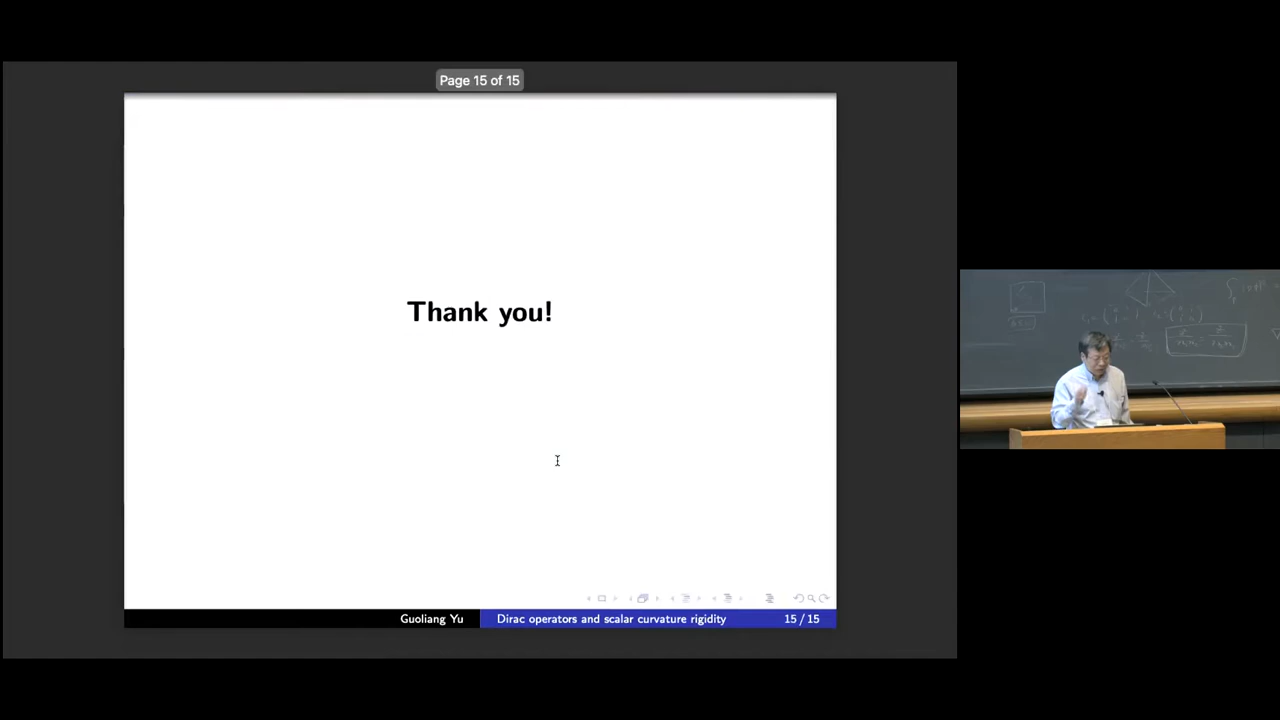 Page 15 of 15
Thank you!
Guoliang Yu
Dirac operators and scalar curvature rigidity
15 / 15